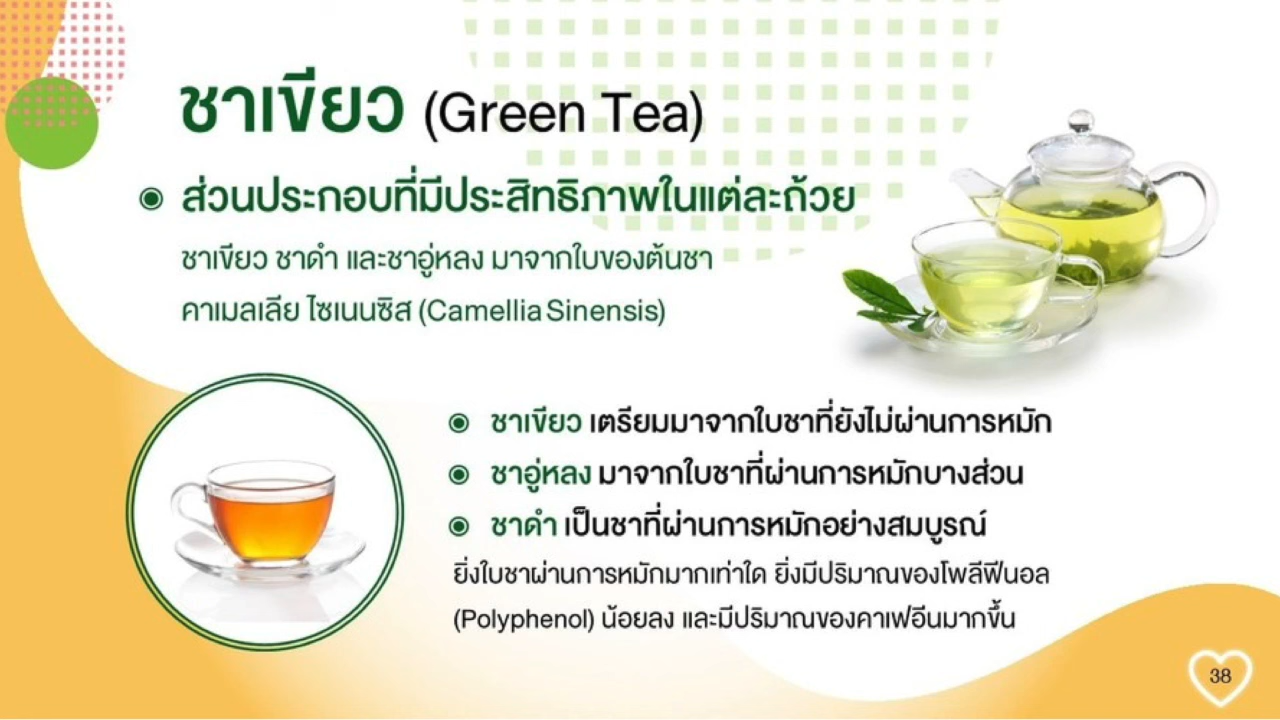 ชาเขียว (Green Tea)
ส่วนประกอบที่มีประสิทธิภาพในแต่ละถ้วย
ชาเขียว ชาดำ และชาอู่หลง มาจากใบของต้นชา
คาเมลเลีย ไซเนนซิส (Camellia Sinensis)
ชาเขียว เตรียมมาจากใบชาที่ยังไม่ผ่านการหมัก
ชาอู่หลง มาจากใบชาที่ผ่านการหมักบางส่วน
ชาดำ เป็นชาที่ผ่านการหมักอย่างสมบูรณ์
ยิ่งใบชาผ่านการหมักมากเท่าใด ยิ่งมีปริมาณของโพลีฟีนอล
(Polyphenol) น้อยลง และมีปริมาณของคาเฟอีนมากขึ้น
38